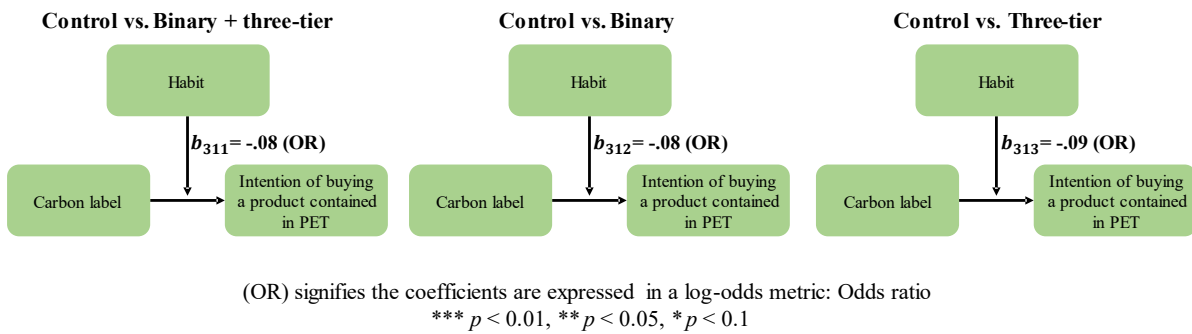 Control vs. Binary + three-tier
Habit
b311= -.08 (OR)
Carbon label
Intention of buying
a product contained
in PET
Control vs. Binary
Habit
b312= -.08 (OR)
Carbon label
Intention of buying
a product contained
in PET
Control vs. Three-tier
Habit
b313= -.09 (OR)
Carbon label
Intention of buying
a product contained
in PET
(OR) signifies the coefficients are expressed in a log-odds metric: Odds ratio
*** p < 0.01, ** p < 0.05, * p < 0.1